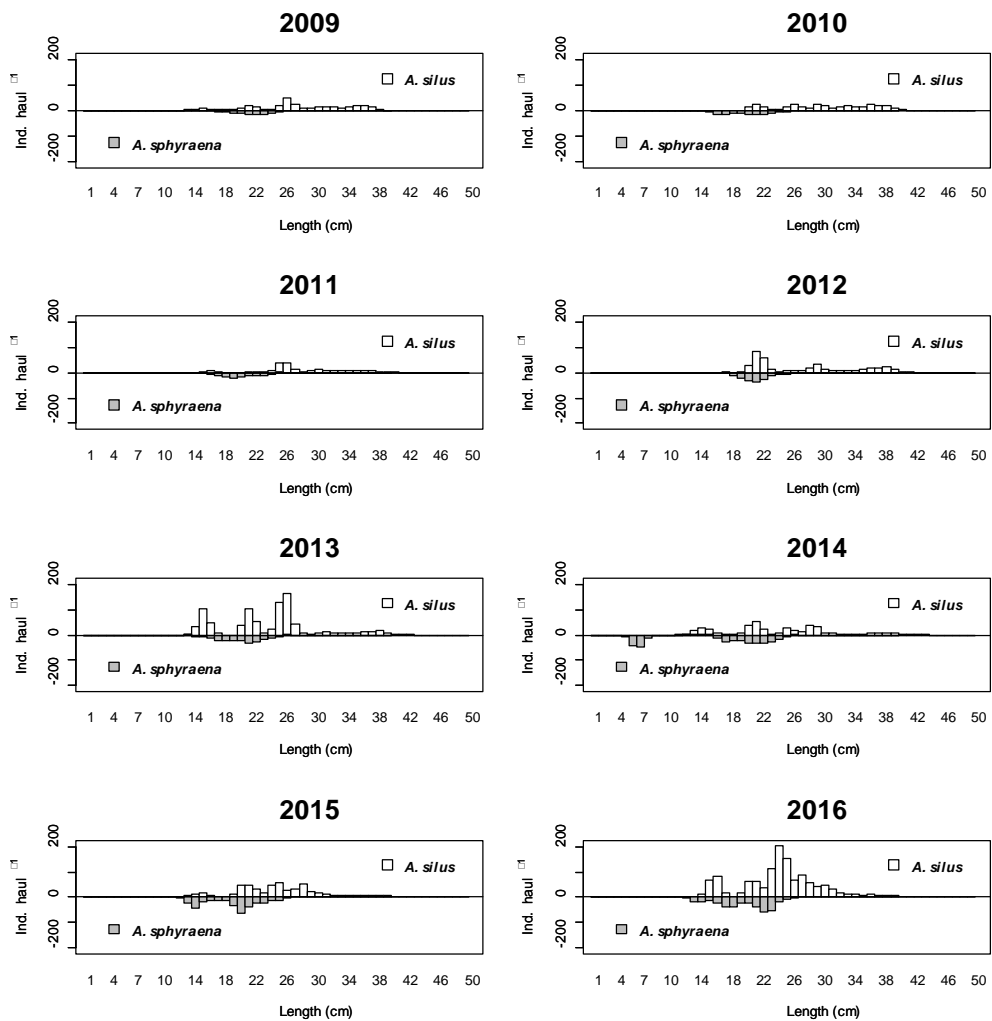 2009
200
0
-200
Ind. haul □1
A. silus
A. sphyraena
1 4 7 10 14 18 22 26 30 34 38 42 46 50
Length (cm)
2010
200
0
-200
Ind. haul □1
A. silus
A. sphyraena
1 4 7 10 14 18 22 26 30 34 38 42 46 50
Length (cm)
2011
200
0
-200
Ind. haul □1
A. silus
A. sphyraena
1 4 7 10 14 18 22 26 30 34 38 42 46 50
Length (cm)
2012
200
0
-200
Ind. haul □1
A. silus
A. sphyraena
1 4 7 10 14 18 22 26 30 34 38 42 46 50
Length (cm)
2013
200
0
-200
Ind. haul □1
A. silus
A. sphyraena
1 4 7 10 14 18 22 26 30 34 38 42 46 50
Length (cm)
2014
200
0
-200
Ind. haul □1
A. silus
A. sphyraena
1 4 7 10 14 18 22 26 30 34 38 42 46 50
Length (cm)
2015
200
0
-200
Ind. haul □1
A. silus
A. sphyraena
1 4 7 10 14 18 22 26 30 34 38 42 46 50
Length (cm)
2016
200
0
-200
Ind. haul □1
A. silus
A. sphyraena
1 4 7 10 14 18 22 26 30 34 38 42 46 50
Length (cm)